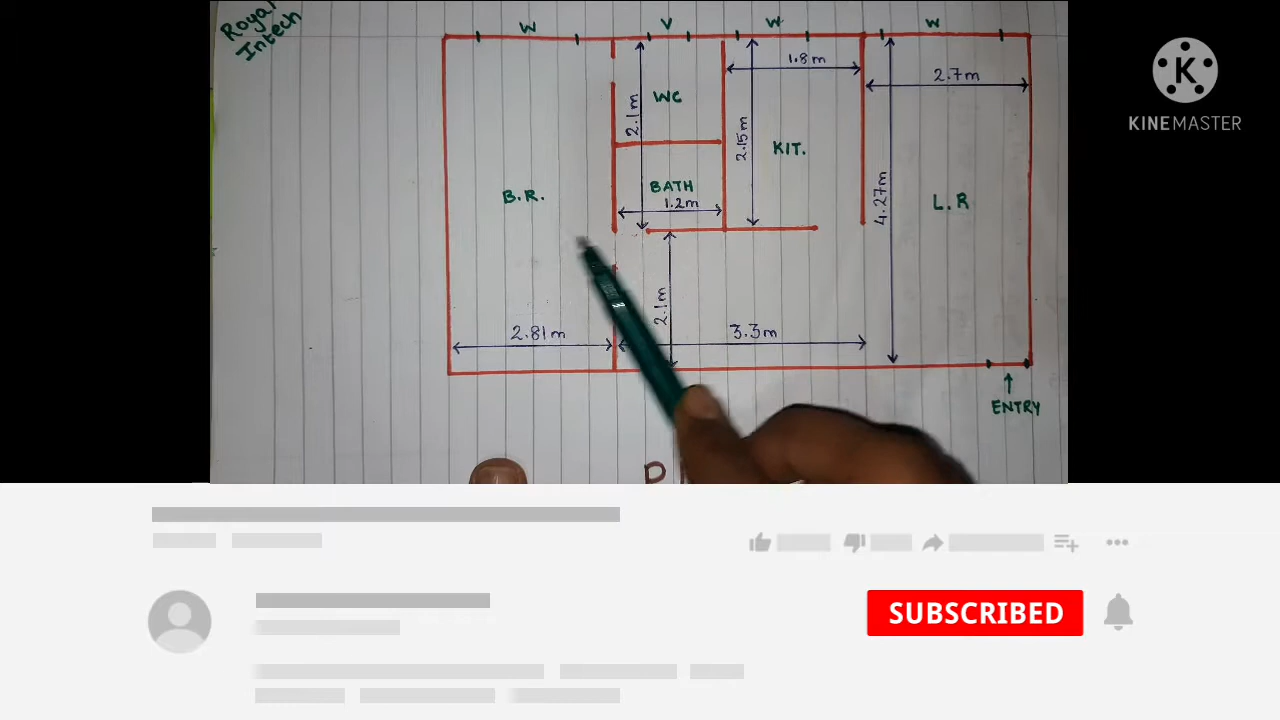 Royal
Intech
W
V
W
W
1.8m
2.7m
WC
2.1m
2.15m
KIT.
BATH
1.2m
B.R.
4.27m
L.R
2.1m
2.81m
3.3m
ENTRY
P
K
KINEMASTER
SUBSCRIBED